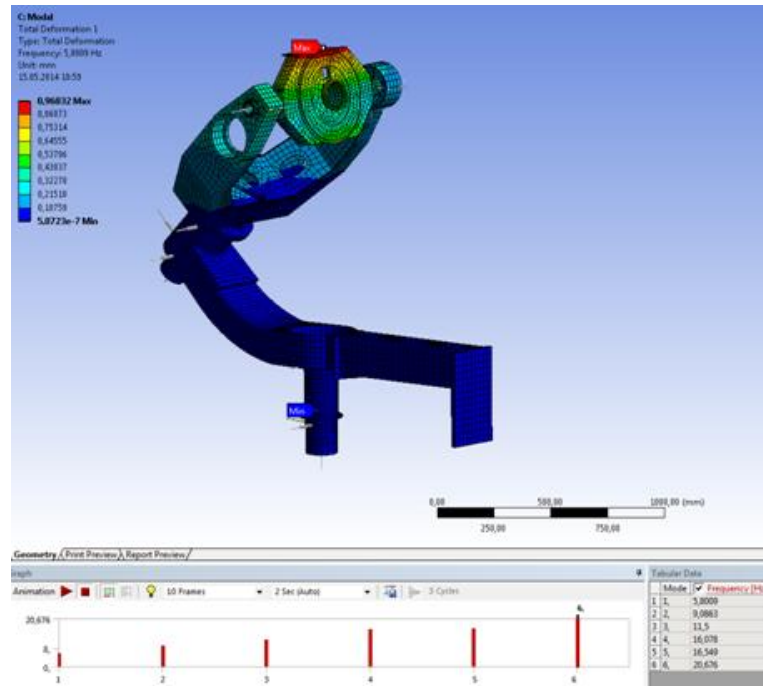 C: Modal
Total Deformation 1
Type: Total Deformation
Frequency: 5,8009 Hz
Unit: mm
15.05.2014 10:59
0,96832 Max
0,86073
0,75314
0,64555
0,53796
0,43037
0,32278
0,21518
0,10759
5,0723e-7 Min
Max
Min
0,00 500,00 1000,00 (mm)
250,00 750,00
Geometry Print Preview Report Preview
Graph
Animation 10 Frames 2 Sec (Auto) 3 Cycles
20,676
8,
0,
6,
1 2 3 4 5 6
Tabular Data
Mode Frequency [Hz
1 1, 5,8009
2 2, 9,0863
3 3, 11,5
4 4, 16,078
5 5, 16,549
6 6, 20,676